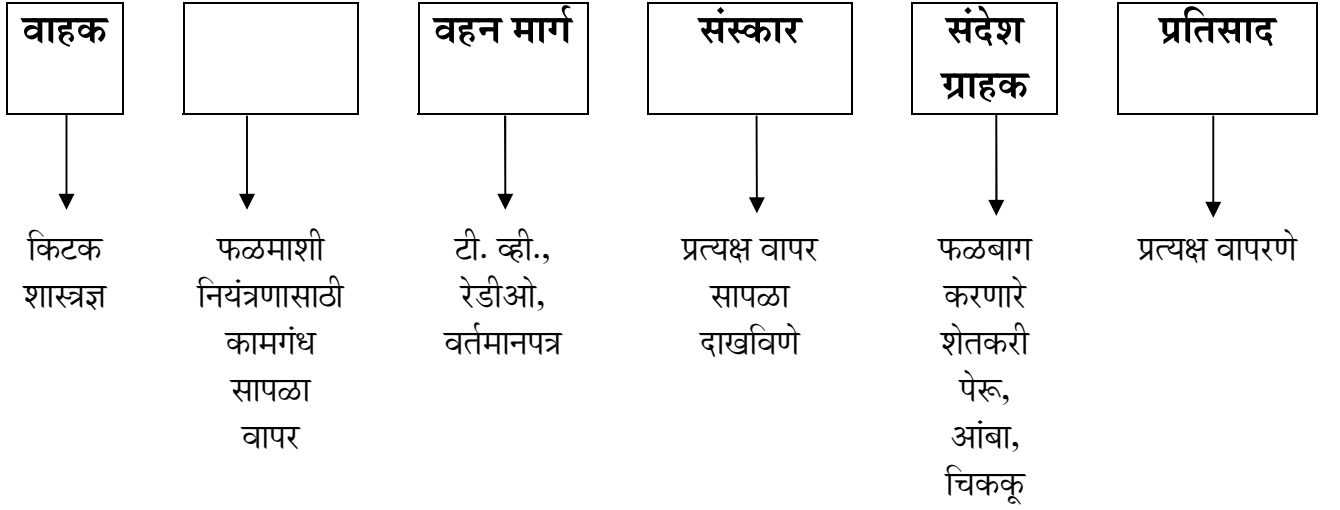 वाहक
वहन मार्ग
संस्कार
संदेश
ग्राहक
प्रतिसाद
किटक
शास्त्रज्ञ
फळमाशी
नियंत्रणासाठी
कामगंध
सापळा
वापर
टी. व्ही.,
रेडीओ,
वर्तमानपत्र
प्रत्यक्ष वापर
सापळा
दाखविणे
फळबाग
करणारे
शेतकरी
पेरू,
आंबा,
चिककू
प्रत्यक्ष वापरणे